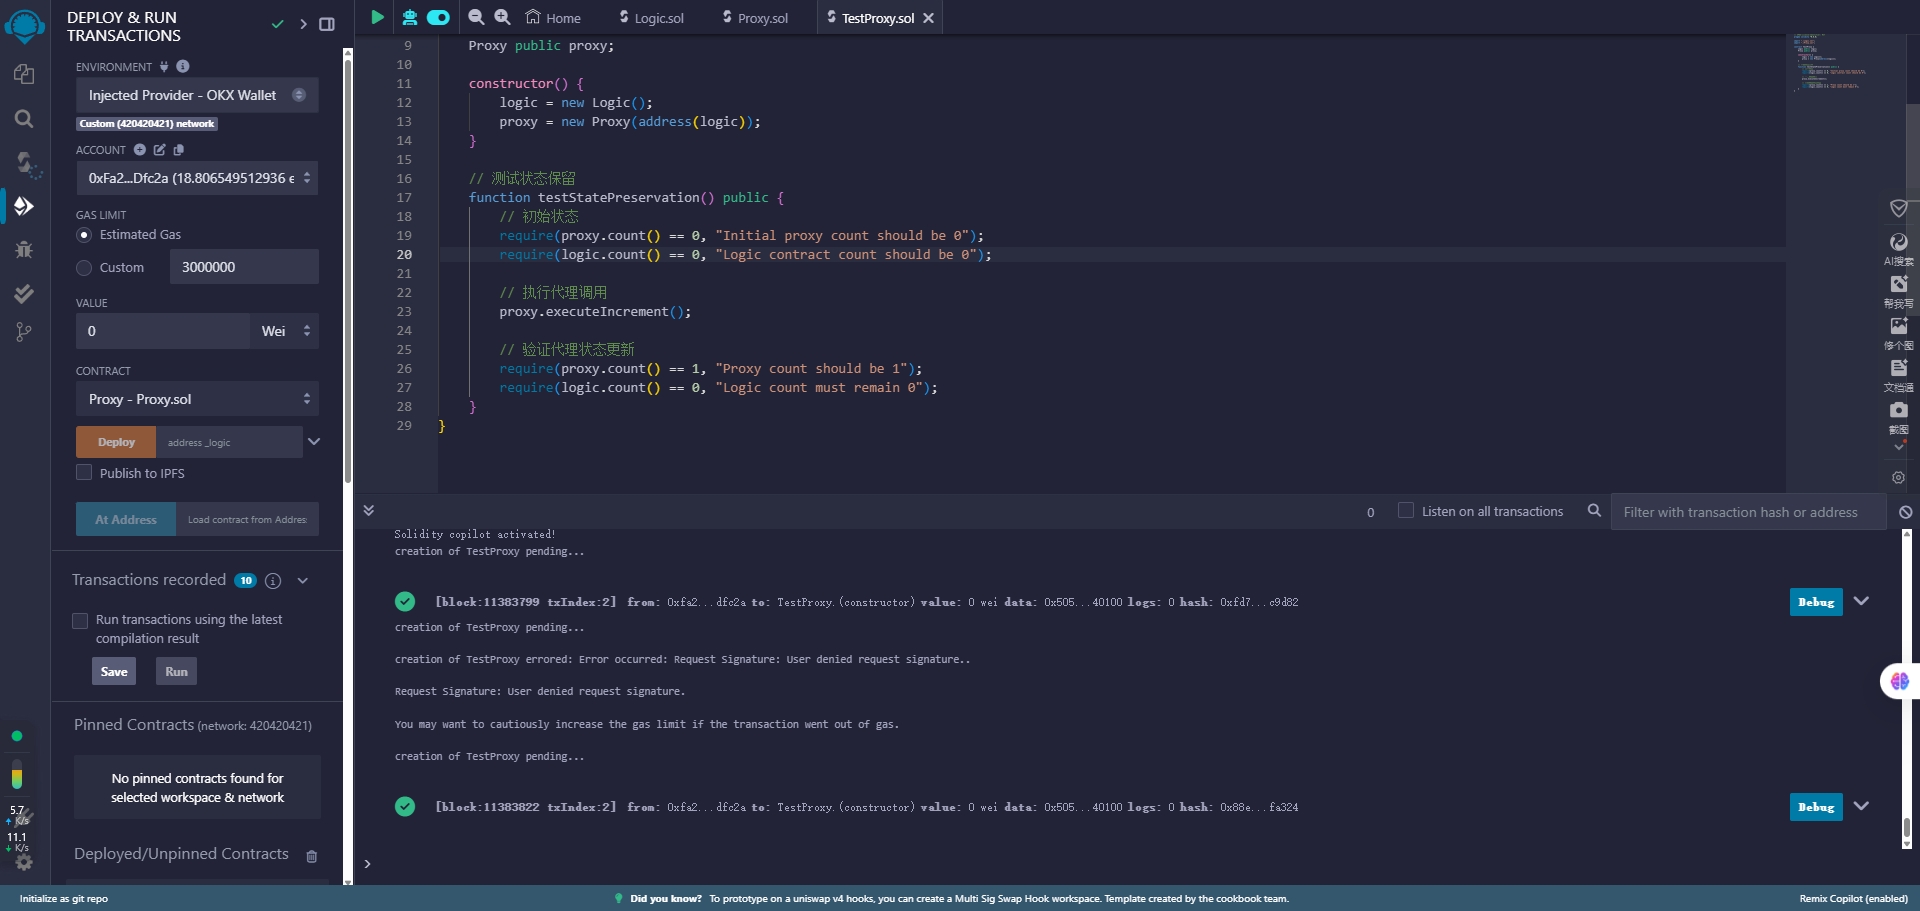 DEPLOY & RUN
TRANSACTIONS
ENVIRONMENT
Injected Provider - OKX Wallet
Custom (420420421) network
ACCOUNT
0xFa2...Dfc2a (18.806549512936 e
GAS LIMIT
Estimated Gas
Custom
3000000
VALUE
0
Wei
CONTRACT
Proxy - Proxy.sol
Deploy
address _logic
Publish to IPFS
At Address
Load contract from Addres
Transactions recorded 10
Run transactions using the latest
compilation result
Save
Run
Pinned Contracts (network: 420420421)
No pinned contracts found for
selected workspace & network
Deployed/Unpinned Contracts
5.7
K/s
11.1
K/s
Home
Logic.sol
Proxy.sol
TestProxy.sol
9 Proxy public proxy;
10
11 constructor() {
12 logic = new Logic();
13 proxy = new Proxy(address(logic));
14 }
15
16 // 测试状态保留
17 function testStatePreservation() public {
18 // 初始状态
19 require(proxy.count() == 0, "Initial proxy count should be 0");
20 require(logic.count() == 0, "Logic contract count should be 0");
21
22 // 执行代理调用
23 proxy.executeIncrement();
24
25 // 验证代理状态更新
26 require(proxy.count() == 1, "Proxy count should be 1");
27 require(logic.count() == 0, "Logic count must remain 0");
28 }
29 }
AI搜索
帮我写
修个图
文档通
截图
0
Listen on all transactions
Filter with transaction hash or address
Solidity copilot activated!
creation of TestProxy pending...
[block:11383799 txIndex:2] from: 0xfa2...dfc2a to: TestProxy.(constructor) value: 0 wei data: 0x505...40100 logs: 0 hash: 0xfd7...c9d82
Debug
creation of TestProxy pending...
creation of TestProxy errored: Error occurred: Request Signature: User denied request signature..
Request Signature: User denied request signature.
You may want to cautiously increase the gas limit if the transaction went out of gas.
creation of TestProxy pending...
[block:11383822 txIndex:2] from: 0xfa2...dfc2a to: TestProxy.(constructor) value: 0 wei data: 0x505...40100 logs: 0 hash: 0x88e...fa324
Debug
>
Initialize as git repo
Did you know? To prototype on a uniswap v4 hooks, you can create a Multi Sig Swap Hook workspace. Template created by the cookbook team.
Remix Copilot (enabled)